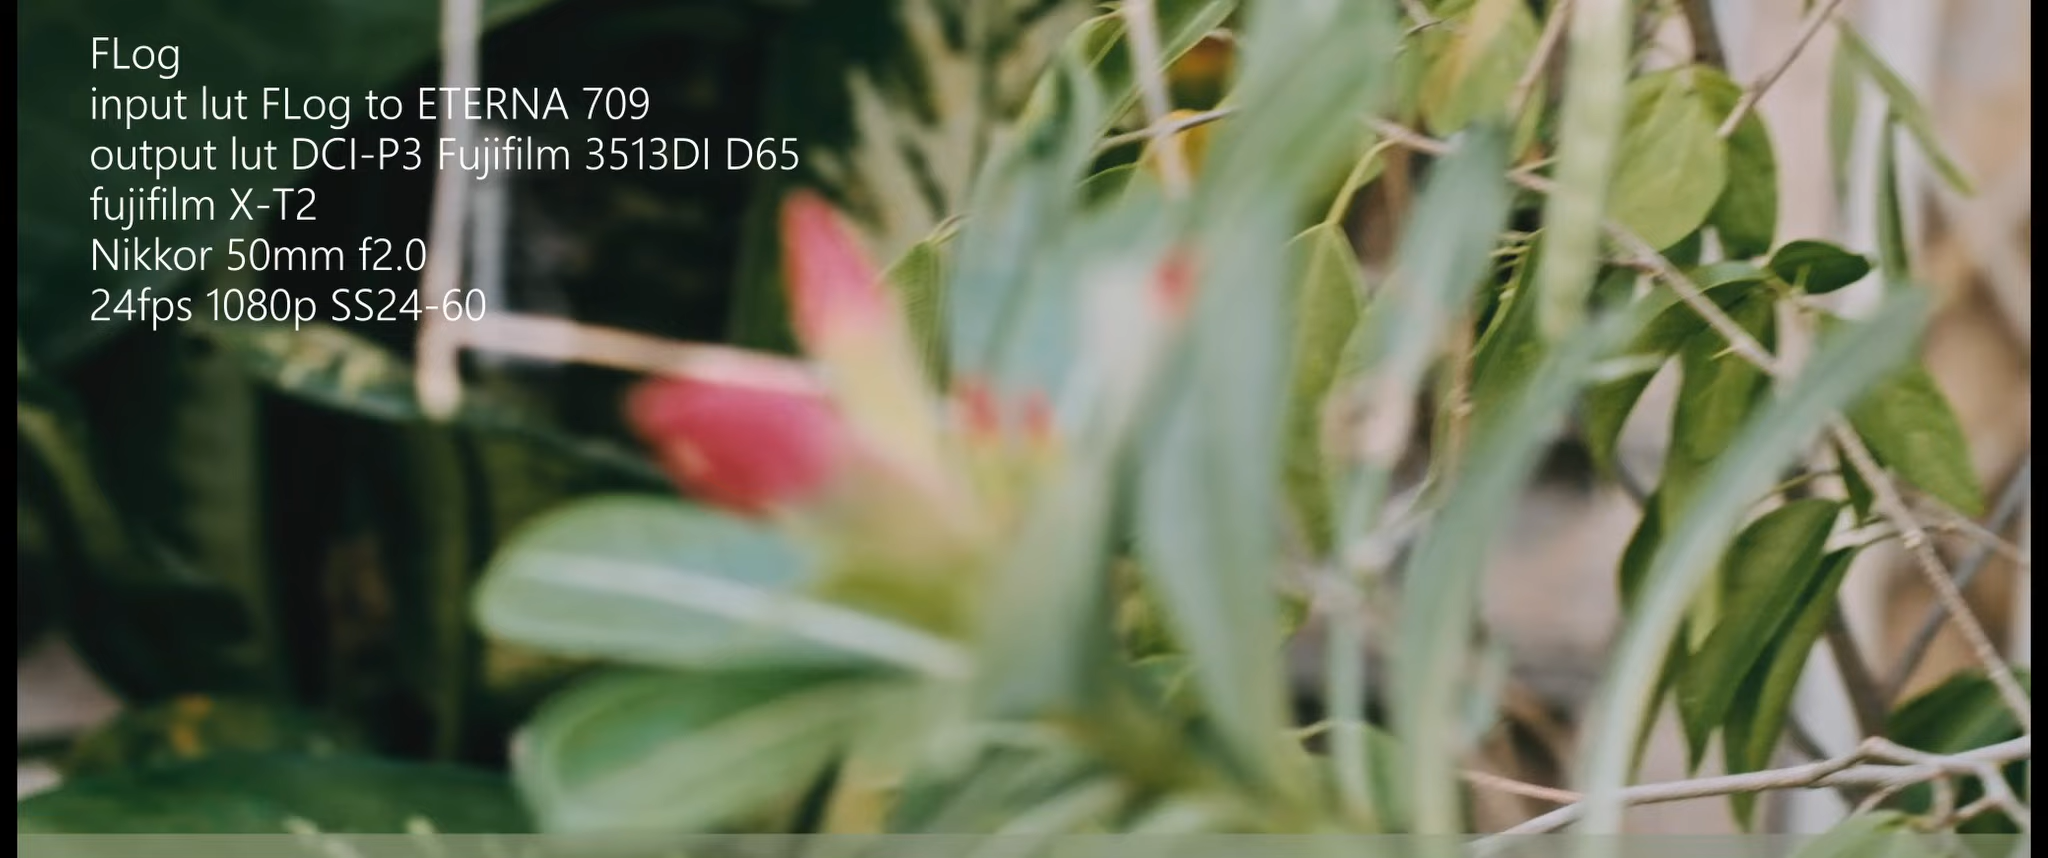 FLog
input lut FLog to ETERNA 709
output lut DCI-P3 Fujifilm 3513DI D65
fujifilm X-T2
Nikkor 50mm f2.0
24fps 1080p SS24-60